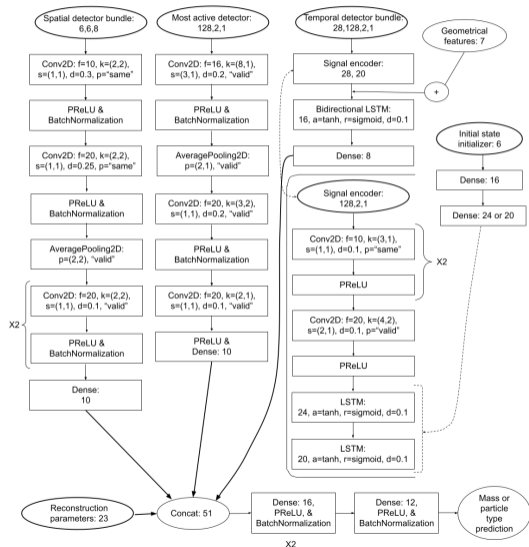 Spatial detector bundle:
6,6,8
Conv2D: f=10, k=(2,2),
s=(1,1), d=0.3, p="same"
PReLU &
BatchNormalization
Conv2D: f=20, k=(2,2),
s=(1,1), d=0.25, p="same"
PReLU &
BatchNormalization
AveragePooling2D:
p=(2,2), "valid"
X2
Conv2D: f=20, k=(2,2),
s=(1,1), d=0.1, "valid"
PReLU &
BatchNormalization
Dense:
10
Most active detector:
128,2,1
Conv2D: f=16, k=(8,1),
s=(3,1), d=0.2, "valid"
PReLU &
BatchNormalization
AveragePooling2D:
p=(2,1), "valid"
Conv2D: f=20, k=(3,2),
s=(1,1), d=0.2, "valid"
PReLU &
BatchNormalization
Conv2D: f=20, k=(2,1),
s=(1,1), d=0.1, "valid"
PReLU &
Dense: 10
Temporal detector bundle:
28,128,2,1
Signal encoder:
28, 20
Geometrical
features: 7
+
Bidirectional LSTM:
16, a=tanh, r=sigmoid, d=0.1
Dense: 8
Signal encoder:
128,2,1
Conv2D: f=10, k=(3,1),
s=(1,1), d=0.1, p="same"
PReLU
X2
Conv2D: f=20, k=(4,2),
s=(2,1), d=0.1, p="valid"
PReLU
LSTM:
24, a=tanh, r=sigmoid, d=0.1
LSTM:
20, a=tanh, r=sigmoid, d=0.1
Initial state
initializer: 6
Dense: 16
Dense: 24 or 20
Reconstruction
parameters: 23
Concat: 51
Dense: 16,
PReLU, &
BatchNormalization
X2
Dense: 12,
PReLU, &
BatchNormalization
Mass or
particle
type
prediction